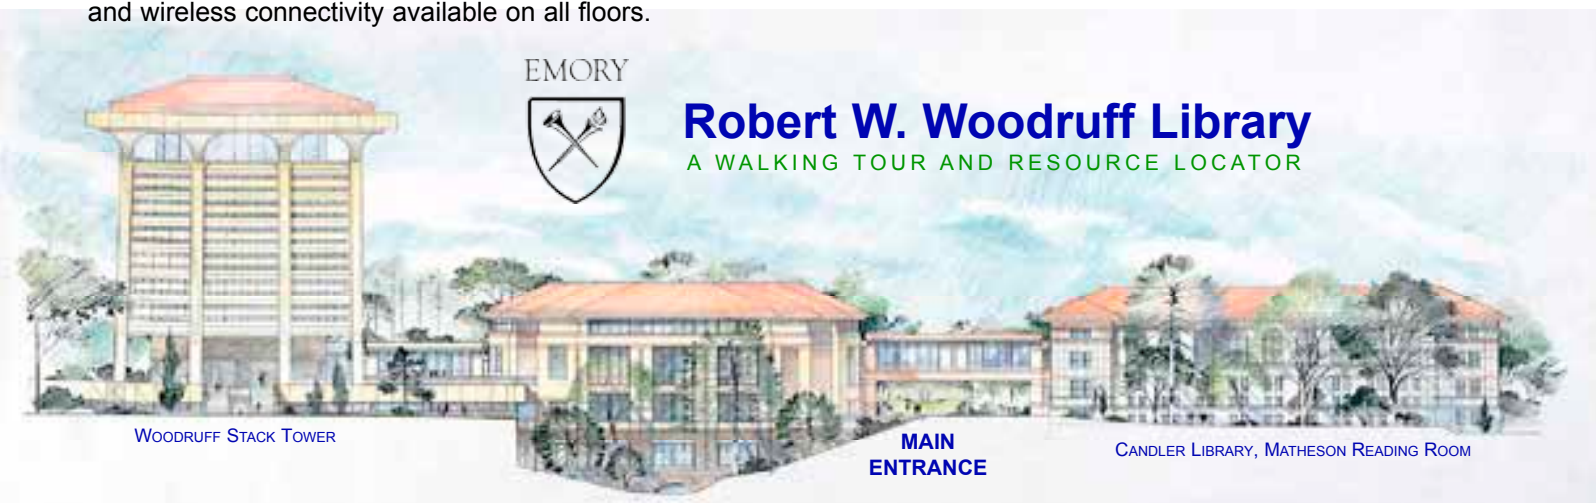 and wireless connectivity available on all floors.
EMORY
Robert W. Woodruff Library
A WALKING TOUR AND RESOURCE LOCATOR
WOODRUFF STACK TOWER
MAIN
ENTRANCE
CANDLER LIBRARY, MATHESON READING ROOM